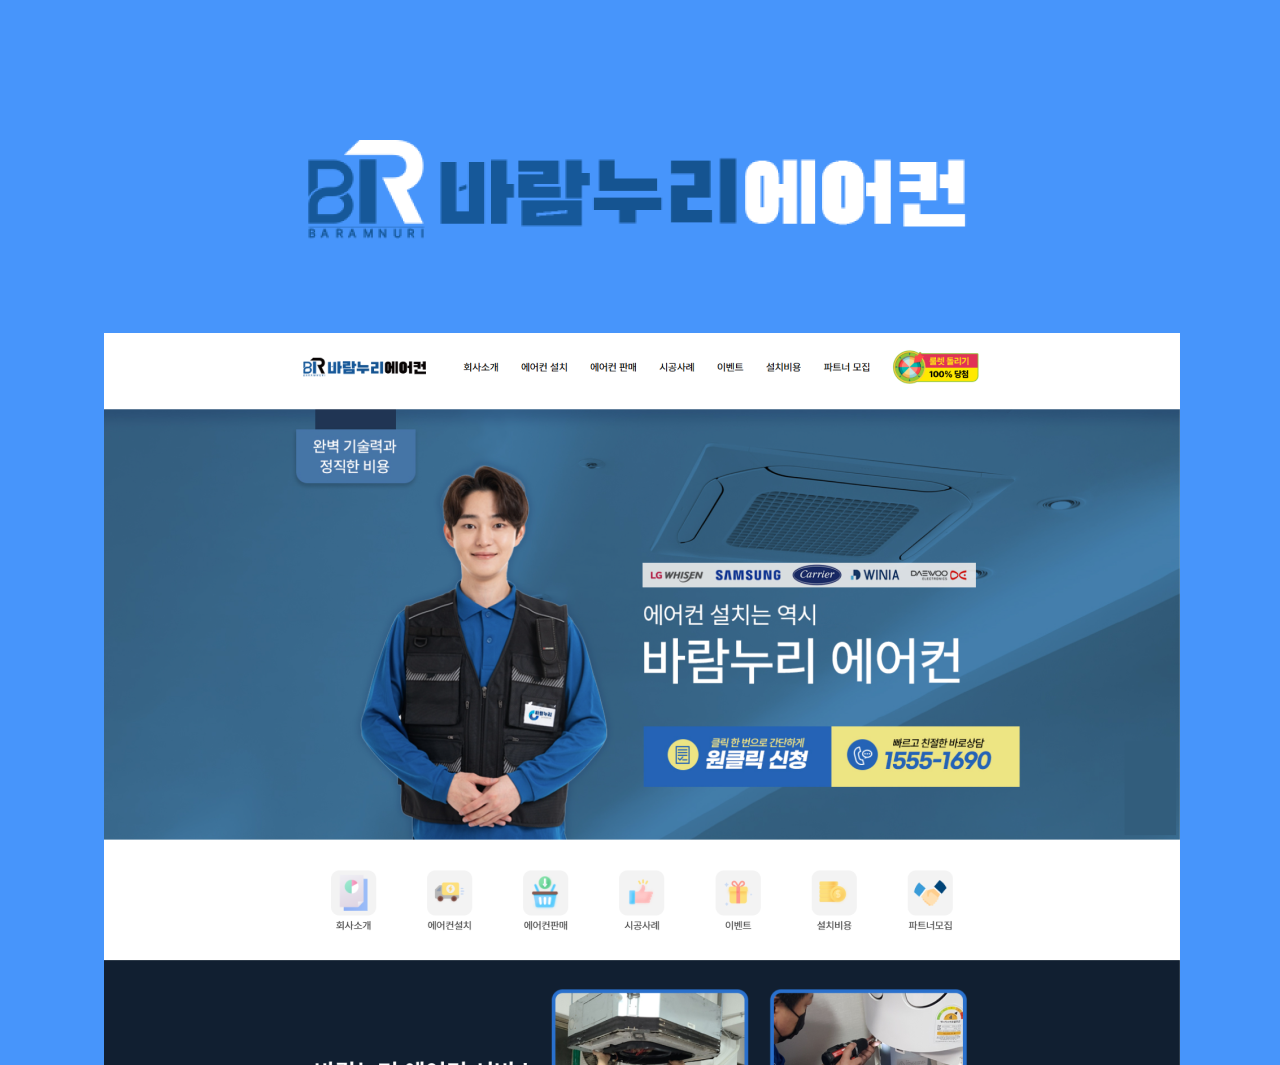 BR 바람누리에어컨
BARAMNURI
BR 바람누리에어컨
회사소개 에어컨 설치 에어컨 판매 시공사례 이벤트 설치비용 파트너 모집
룰렛 돌리기
100% 당첨
완벽 기술력과
정직한 비용
LG WHISEN SAMSUNG Carrier WINIA DAEWOO ELECTRONICS
에어컨 설치는 역시
바람누리 에어컨
바람누리
클릭 한 번으로 간단하게
원클릭 신청
빠르고 친절한 바로상담
1555-1690
회사소개 에어컨설치 에어컨판매 시공사례 이벤트 설치비용 파트너모집